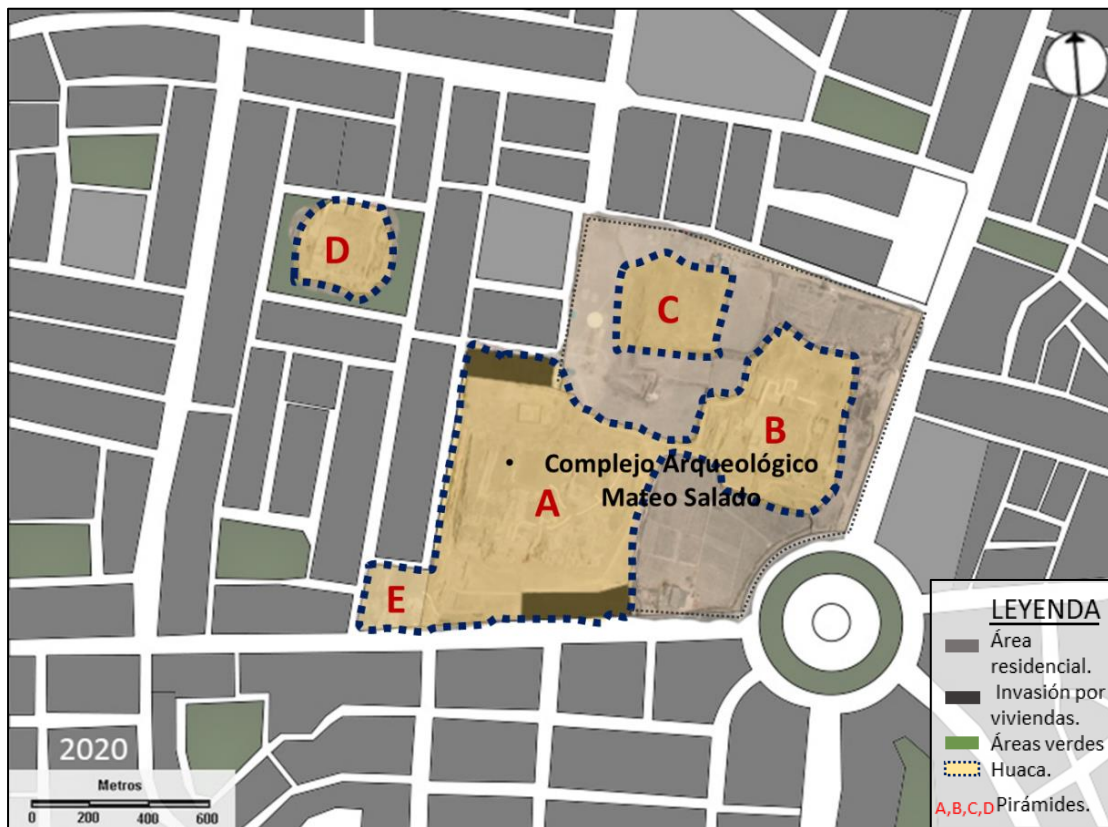 D
C
B
Complejo Arqueológico
Mateo Salado
A
E
LEYENDA
Área
residencial.
Invasión por
viviendas.
Áreas verdes
Huaca.
A,B,C,D Pirámides.
2020
Metros
0 200 400 600